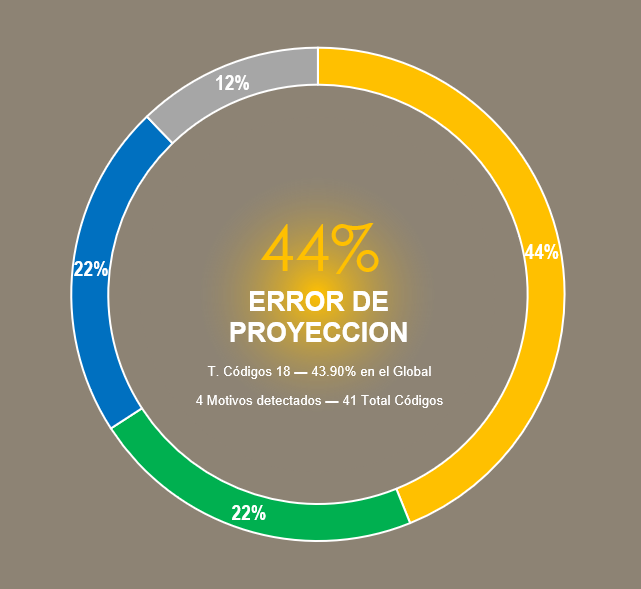 12%
44%
44%
ERROR DE
PROYECCION
22%
T. Códigos 18 — 43.90% en el Global
4 Motivos detectados — 41 Total Códigos
22%